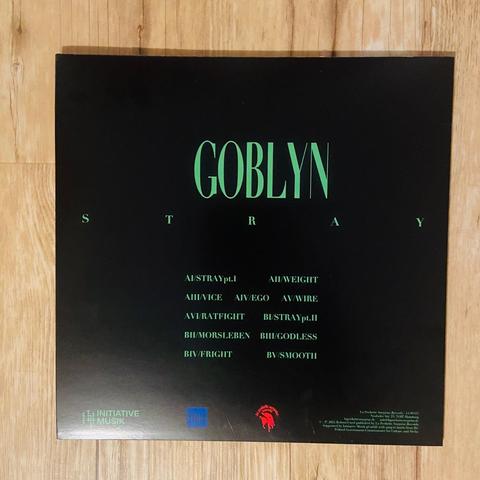 GOBLYN
S T R A Y
AI/STRAYpt.I AII/WEIGHT
AIII/VICE AIV/EGO AV/WIRE
AVI/RATFIGHT BI/STRAYpt.II
BII/MORSLEBEN BIII/GODLESS
BIV/FRIGHT BV/SMOOTH
INITIATIVE
MUSIK